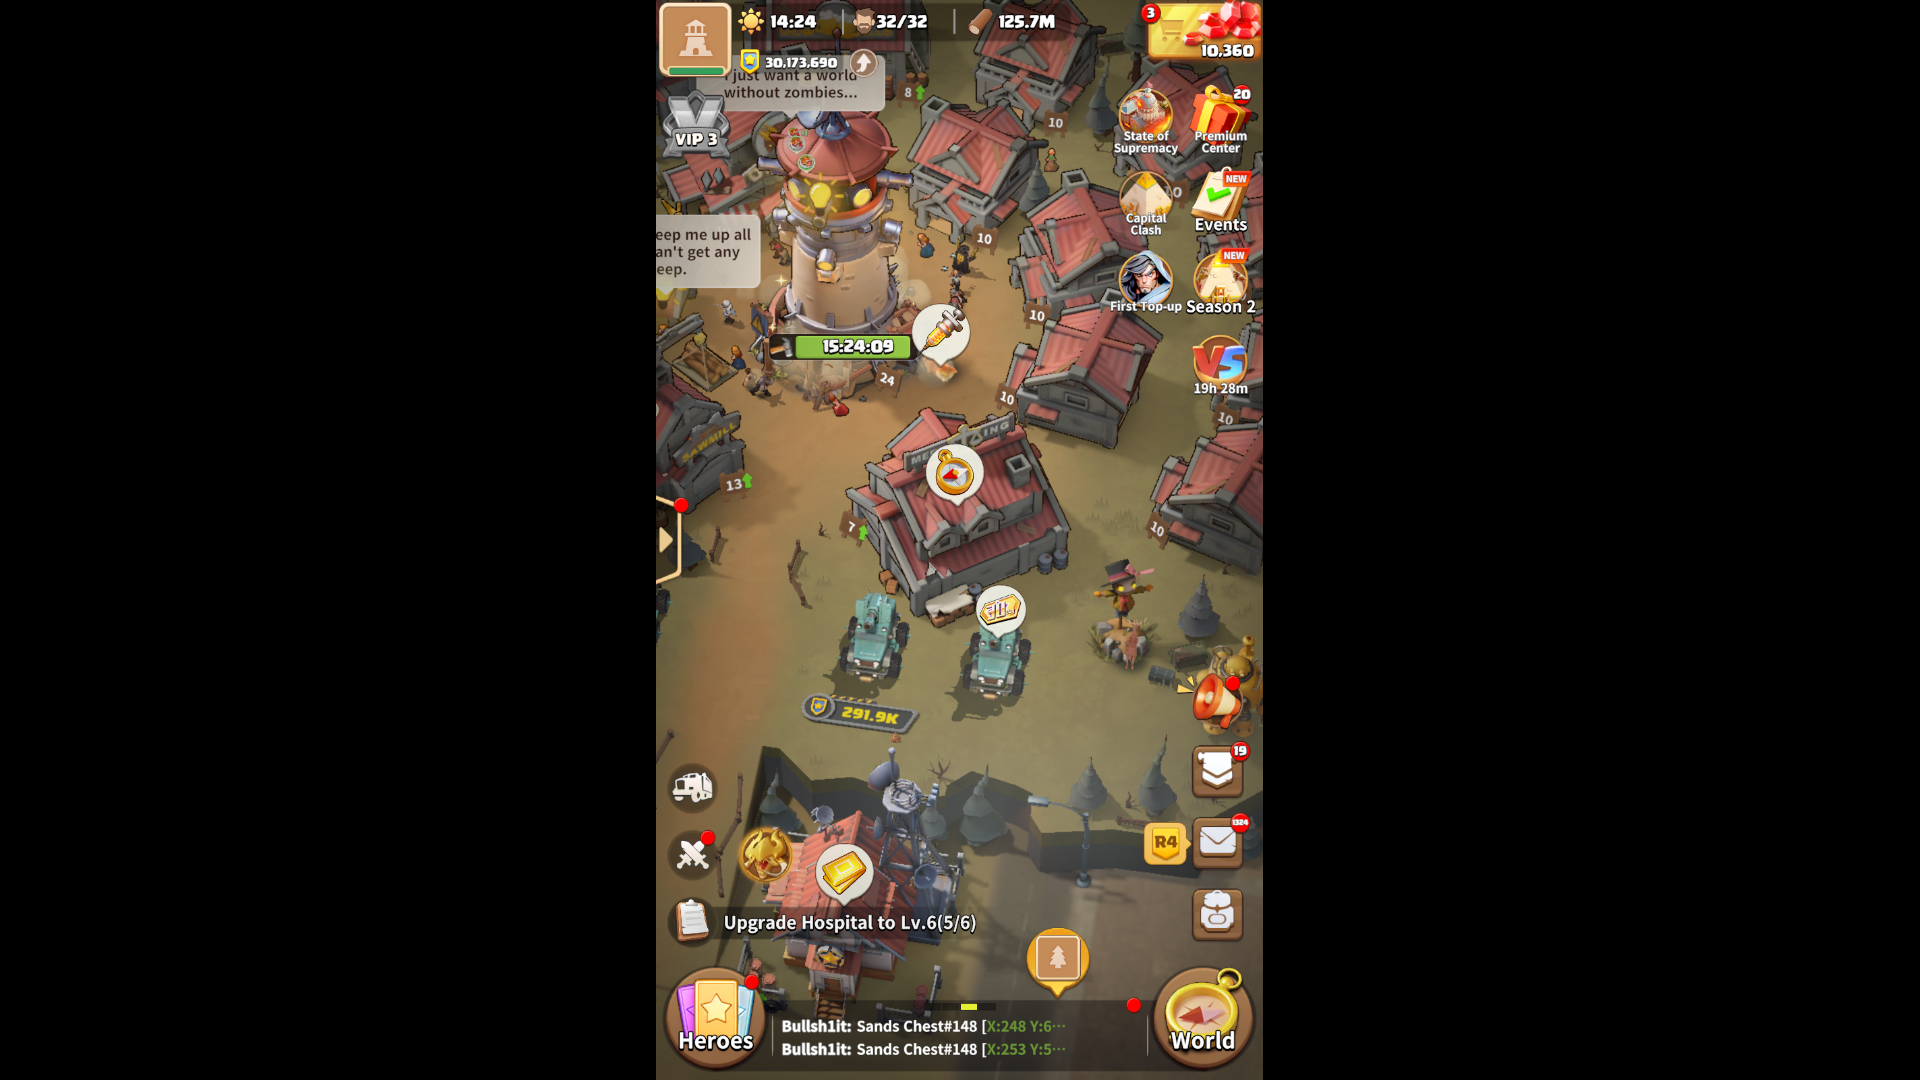 14:24
32/32
125.7M
3
10,360
30,173,690
I just want a world
without zombies...
VIP 3
8
10
State of
Supremacy
20
Premium
Center
NEW
Events
Capital
Clash
10
eep me up all
an't get any
eep.
NEW
First Top-up
Season 2
10
15:24:09
24
10
19h 28m
10
SAWMILL
13
7
10
291.9K
19
R4
1324
Upgrade Hospital to Lv.6(5/6)
Heroes
Bullsh1it: Sands Chest#148 [X:248 Y:6···
Bullsh1it: Sands Chest#148 [X:253 Y:5···
World